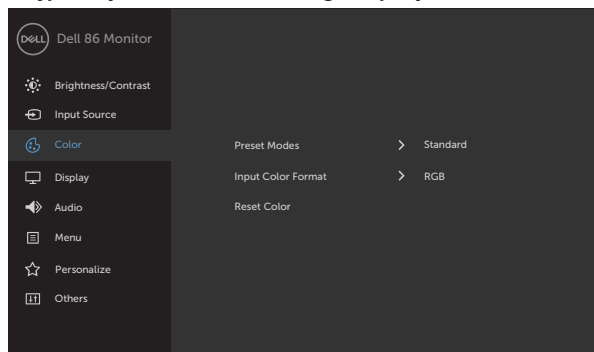 DELL Dell 86 Monitor
Brightness/Contrast
Input Source
Color
Preset Modes Standard
Display
Input Color Format RGB
Audio
Reset Color
Menu
Personalize
Others